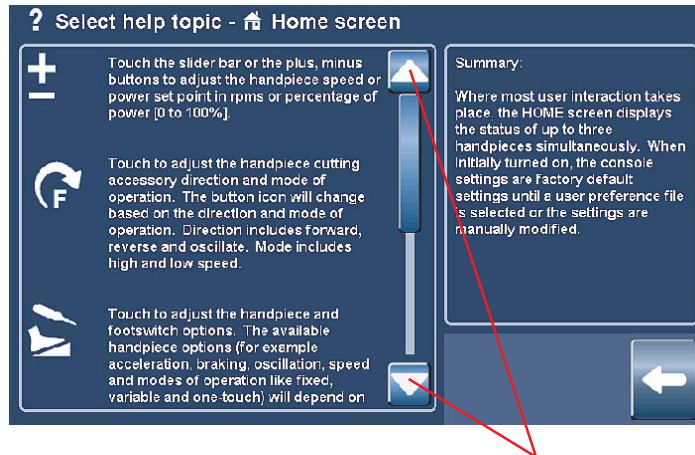 ? Select help topic - Home screen
Touch the slider bar or the plus, minus
buttons to adjust the handpiece speed or
power set point in rpms or percentage of
power [0 to 100%].
F
Touch to adjust the handpiece cutting
accessory direction and mode of
operation. The button icon will change
based on the direction and mode of
operation. Direction includes forward,
reverse and oscillate. Mode includes
high and low speed.
Touch to adjust the handpiece and
footswitch options. The available
handpiece options (for example
acceleration, braking, oscillation, speed
and modes of operation like fixed,
variable and one-touch) will depend on
Summary:
Where most user interaction takes
place, the HOME screen displays
the status of up to three
handpieces simultaneously. When
initially turned on, the console
settings are factory default
settings until a user preference file
is selected or the settings are
manually modified.